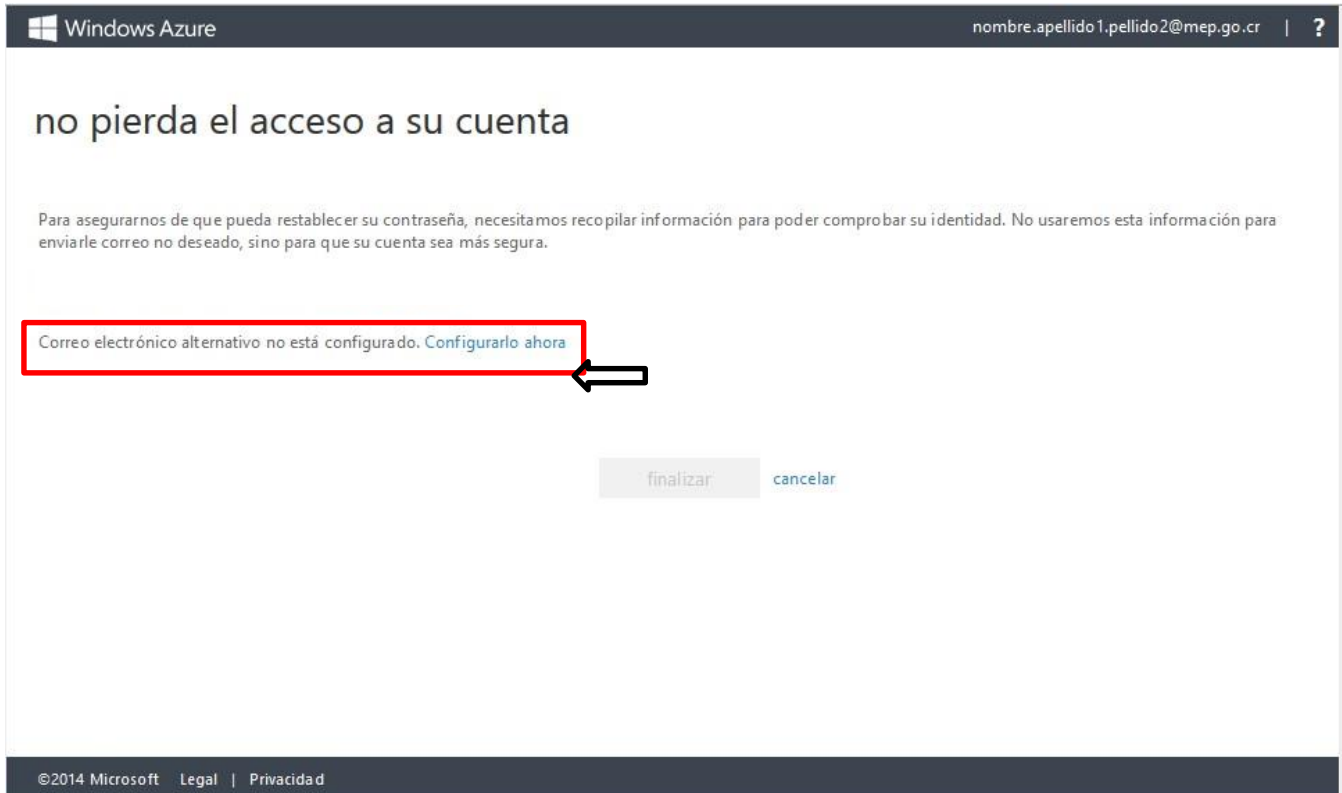 Windows Azure
nombre.apellido1.pellido2@mep.go.cr | ?
no pierda el acceso a su cuenta
Para asegurarnos de que pueda restablecer su contraseña, necesitamos recopilar información para poder comprobar su identidad. No usaremos esta información para
enviarle correo no deseado, sino para que su cuenta sea más segura.
Correo electrónico alternativo no está configurado. Configurarlo ahora
finalizar
cancelar
©2014 Microsoft Legal | Privacidad